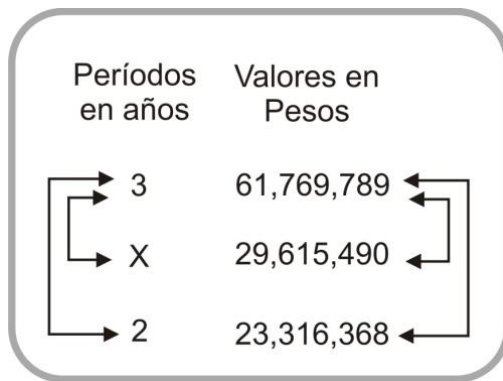 Períodos Valores en
en años Pesos
3 61,769,789
X 29,615,490
2 23,316,368